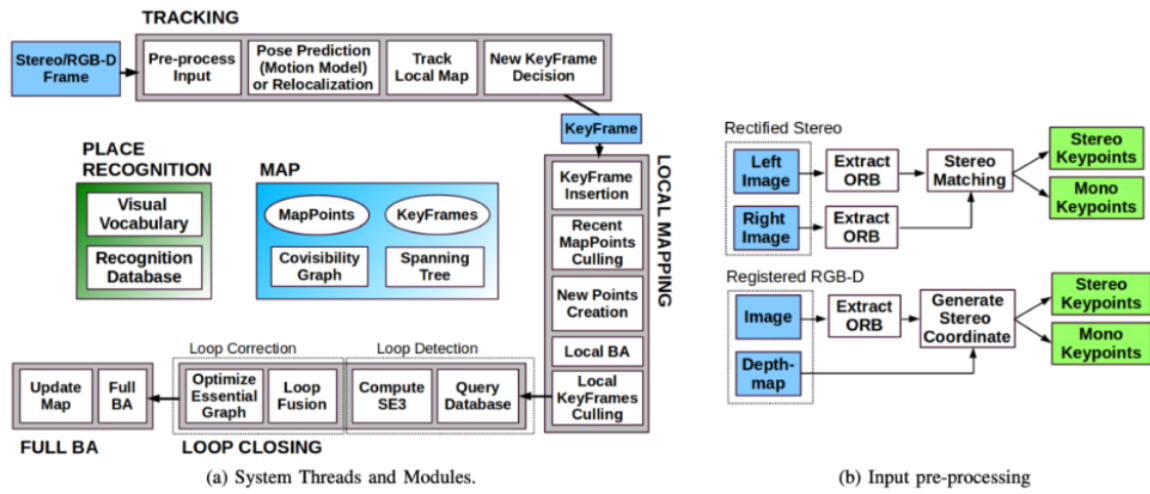 TRACKING
Stereo/RGB-D
Frame
Pre-process
Input
Pose Prediction
(Motion Model)
or Relocalization
Track
Local Map
New KeyFrame
Decision
KeyFrame
PLACE
RECOGNITION
Visual
Vocabulary
Recognition
Database
MAP
MapPoints
KeyFrames
Covisibility
Graph
Spanning
Tree
LOCAL MAPPING
KeyFrame
Insertion
Recent
MapPoints
Culling
New Points
Creation
Local BA
Local
KeyFrames
Culling
Loop Correction
Loop Detection
Update
Map
Full
BA
Optimize
Essential
Graph
Loop
Fusion
Compute
SE3
Query
Database
FULL BA
LOOP CLOSING
(a) System Threads and Modules.
Rectified Stereo
Left
Image
Extract
ORB
Stereo
Matching
Stereo
Keypoints
Mono
Keypoints
Right
Image
Extract
ORB
Registered RGB-D
Image
Extract
ORB
Generate
Stereo
Coordinate
Stereo
Keypoints
Mono
Keypoints
Depth-
map
(b) Input pre-processing